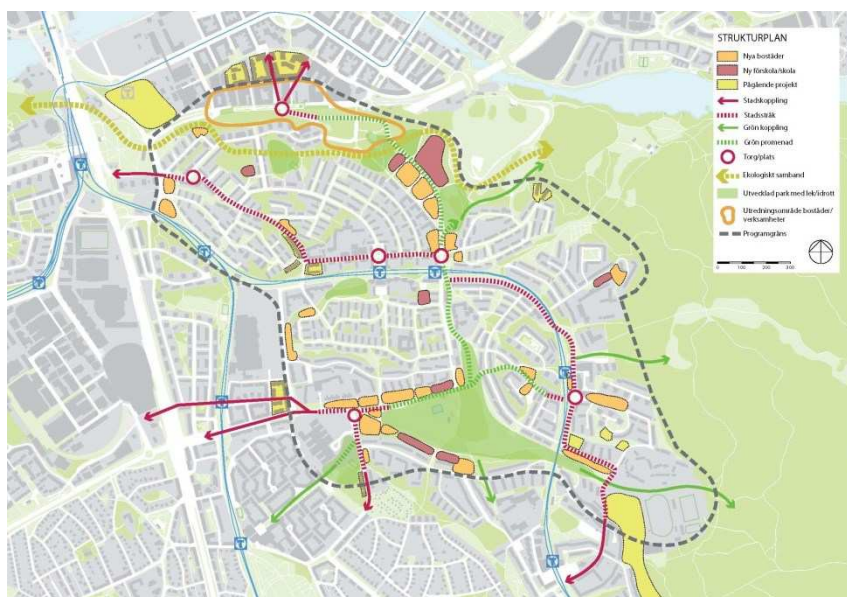 STRUKTURPLAN
Nya bostäder
Ny förskola/skola
Pågående projekt
Stadskoppling
Stadsstråk
Grön koppling
Grön promenad
Torg/plats
Ekologiskt samband
Utvecklad park med lek/idrott
Utredningsområde bostäder/
verksamheter
Programgräns
0 100 200 300
T
T
T
T
T
T
T
T
T
T